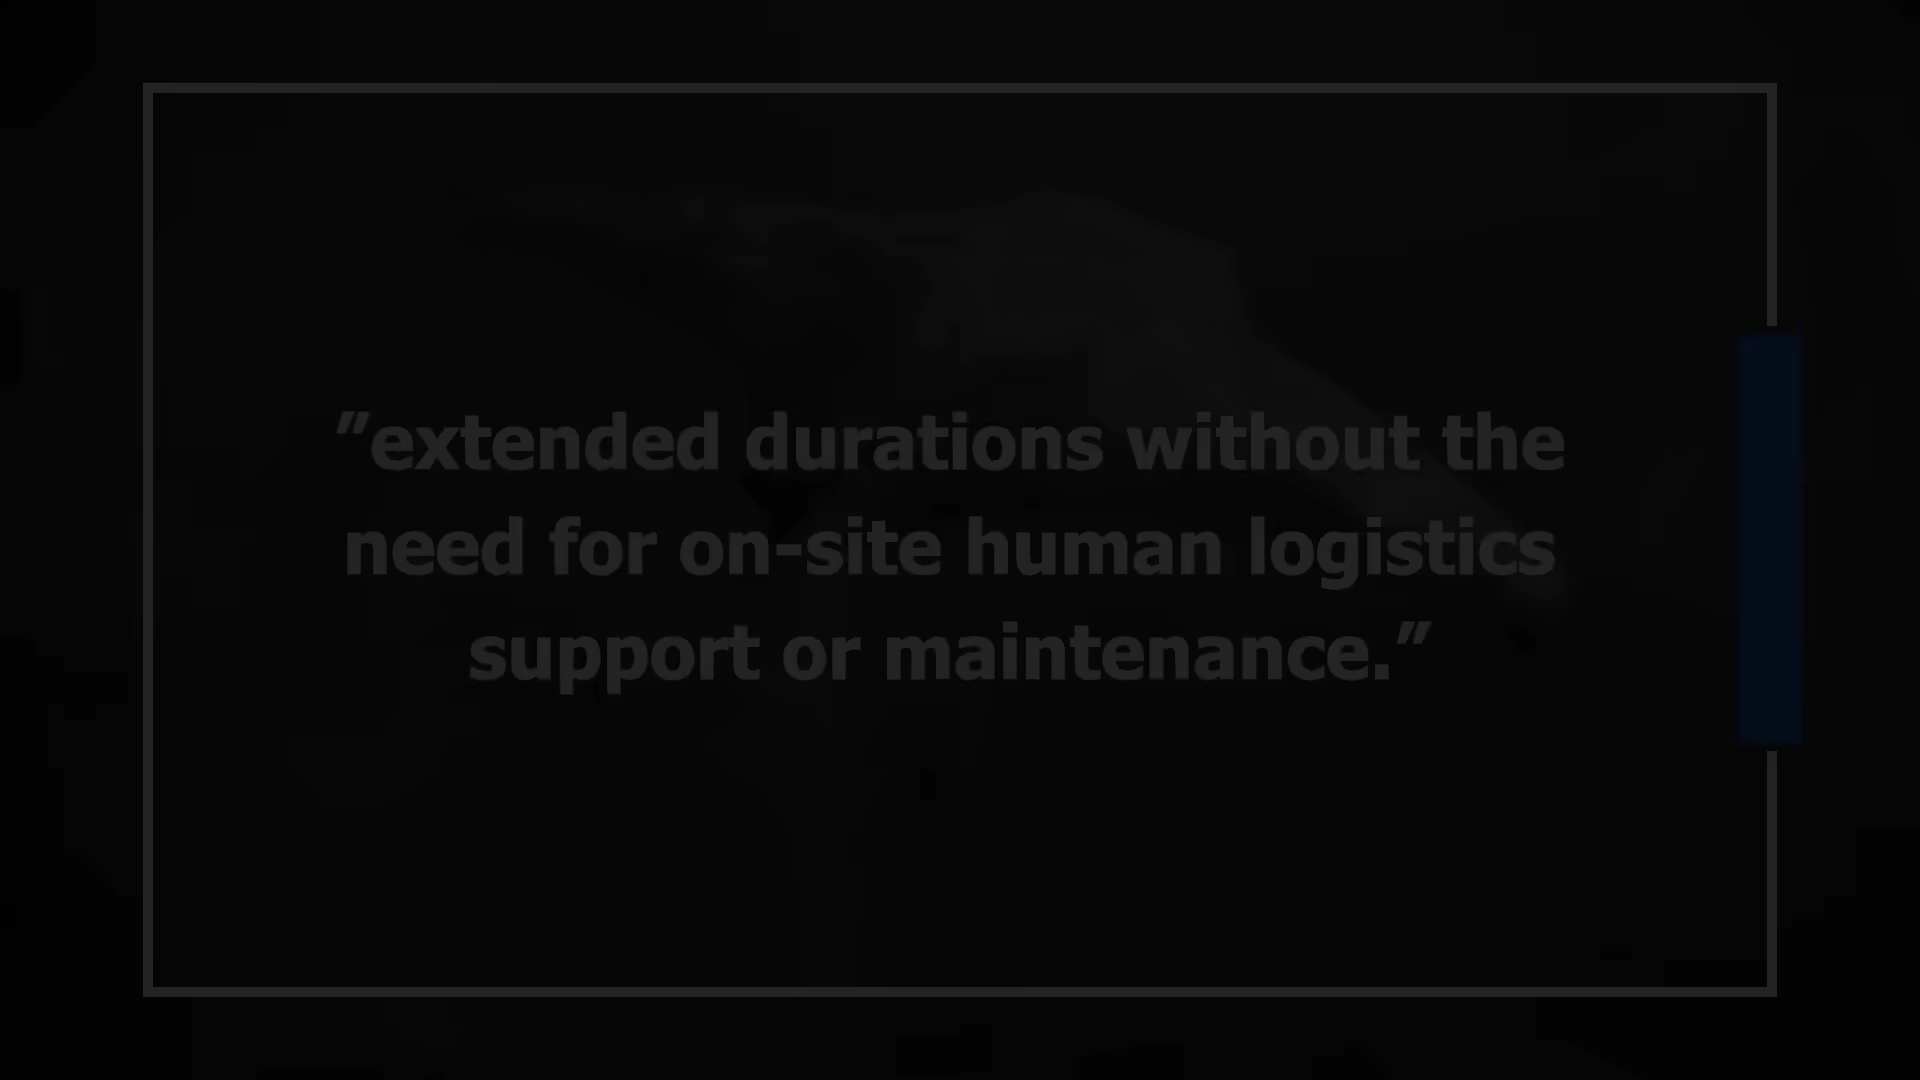 "extended durations without the
need for on-site human logistics
support or maintenance."